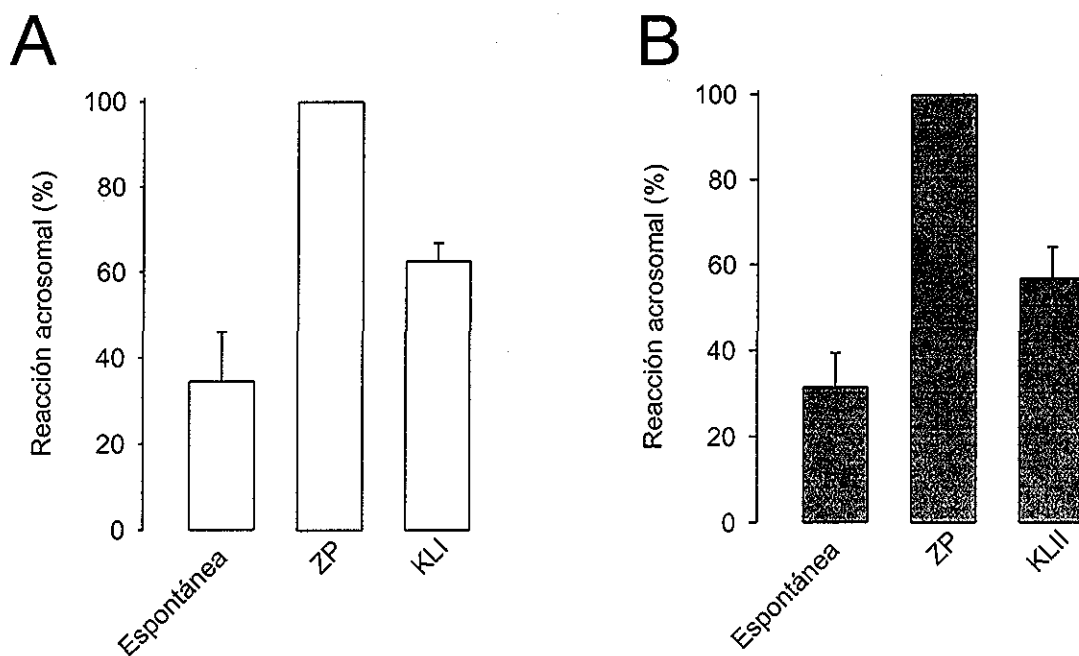 A
Reacción acrosomal (%)
100
80
60
40
20
0
Espontánea
ZP
KLI
B
Reacción acrosomal (%)
100
80
60
40
20
0
Espontánea
ZP
KLII